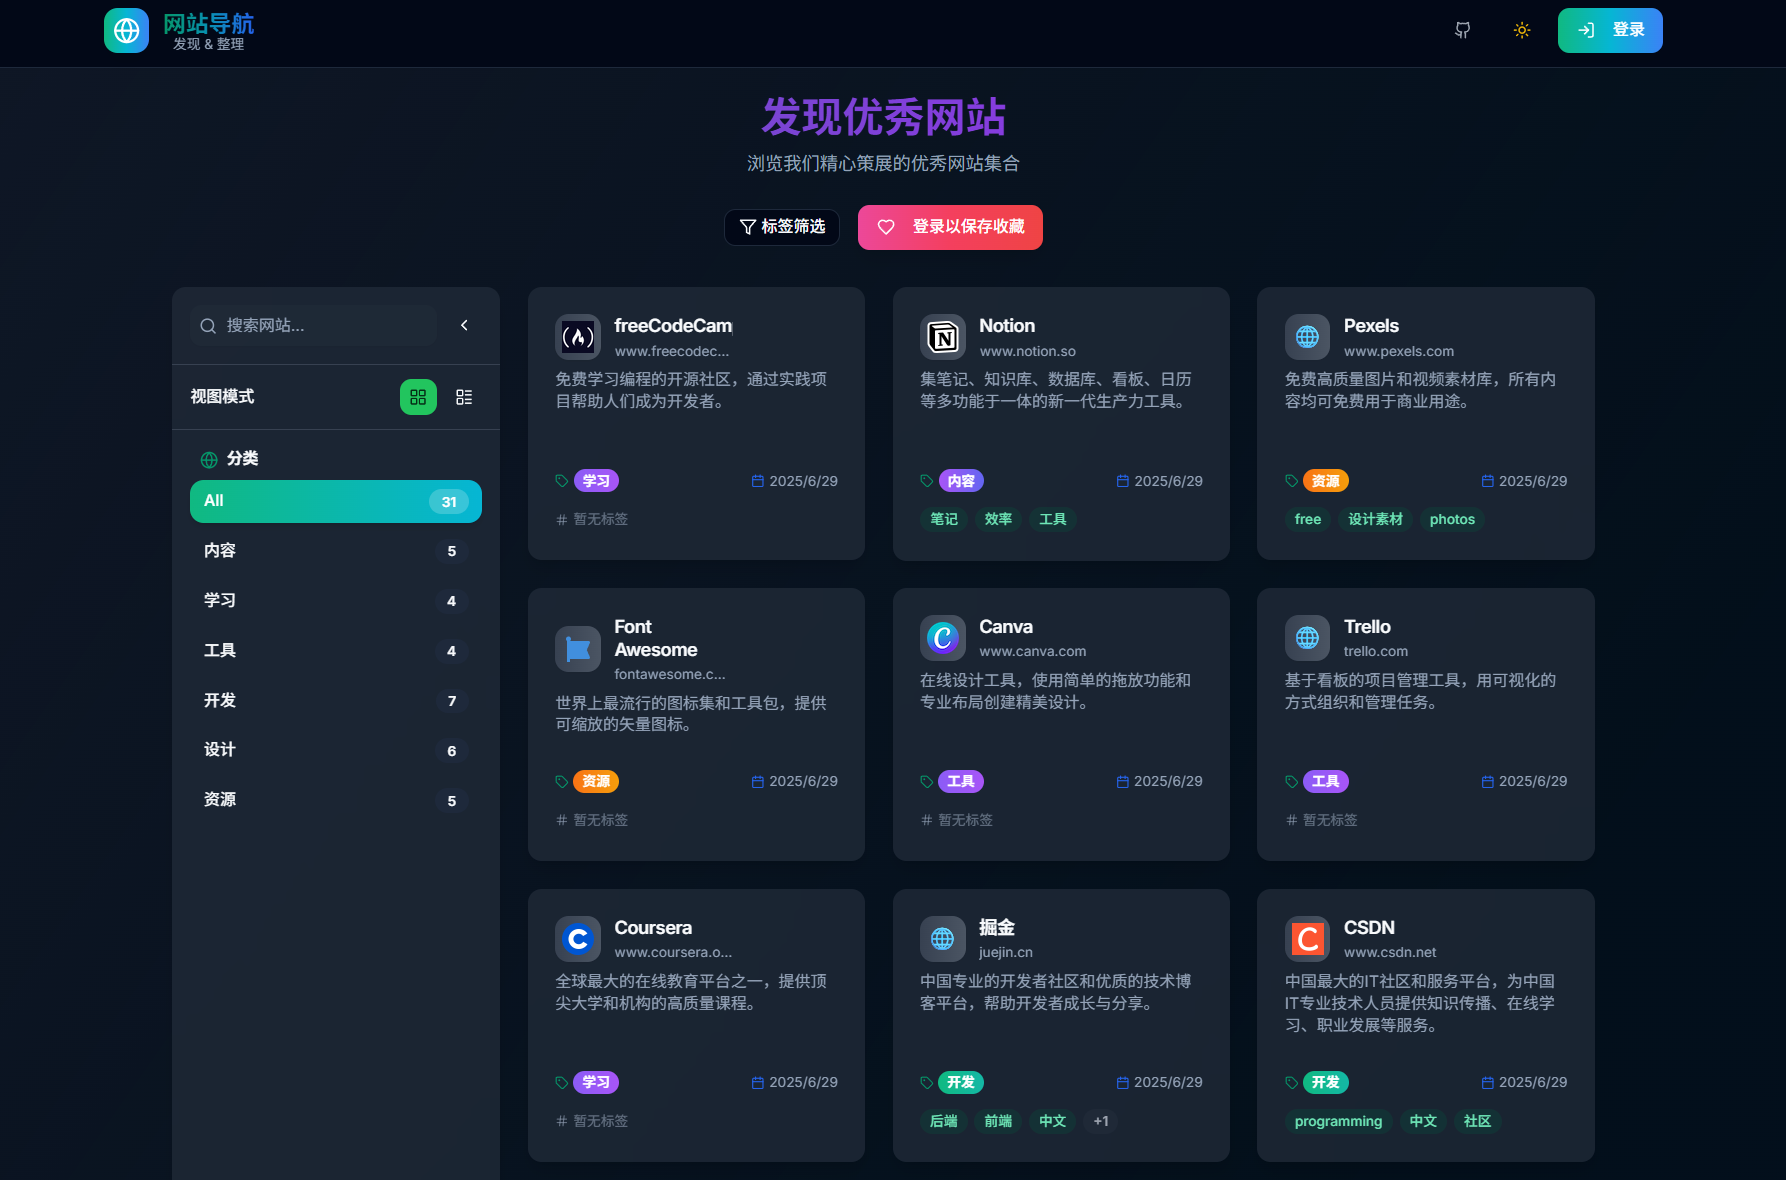 网站导航
发现 & 整理
登录
发现优秀网站
浏览我们精心策展的优秀网站集合
标签筛选
登录以保存收藏
搜索网站...
视图模式
分类
All
31
内容
5
学习
4
工具
4
开发
7
设计
6
资源
5
freeCodeCam
www.freecodec...
免费学习编程的开源社区，通过实践项
目帮助人们成为开发者。
学习
2025/6/29
# 暂无标签
Notion
www.notion.so
集笔记、知识库、数据库、看板、日历
等多功能于一体的新一代生产力工具。
内容
2025/6/29
笔记 效率 工具
Pexels
www.pexels.com
免费高质量图片和视频素材库，所有内
容均可免费用于商业用途。
资源
2025/6/29
free 设计素材 photos
Font
Awesome
fontawesome.c...
世界上最流行的图标集和工具包，提供
可缩放的矢量图标。
资源
2025/6/29
# 暂无标签
Canva
www.canva.com
在线设计工具，使用简单的拖放功能和
专业布局创建精美设计。
工具
2025/6/29
# 暂无标签
Trello
trello.com
基于看板的项目管理工具，用可视化的
方式组织和管理任务。
工具
2025/6/29
# 暂无标签
Coursera
www.coursera.o...
全球最大的在线教育平台之一，提供顶
尖大学和机构的高质量课程。
学习
2025/6/29
# 暂无标签
掘金
juejin.cn
中国专业的开发者社区和优质的技术博
客平台，帮助开发者成长与分享。
开发
2025/6/29
后端 前端 中文 +1
CSDN
www.csdn.net
中国最大的IT社区和服务平台，为中国
IT专业技术人员提供知识传播、在线学
习、职业发展等服务。
开发
2025/6/29
programming 中文 社区